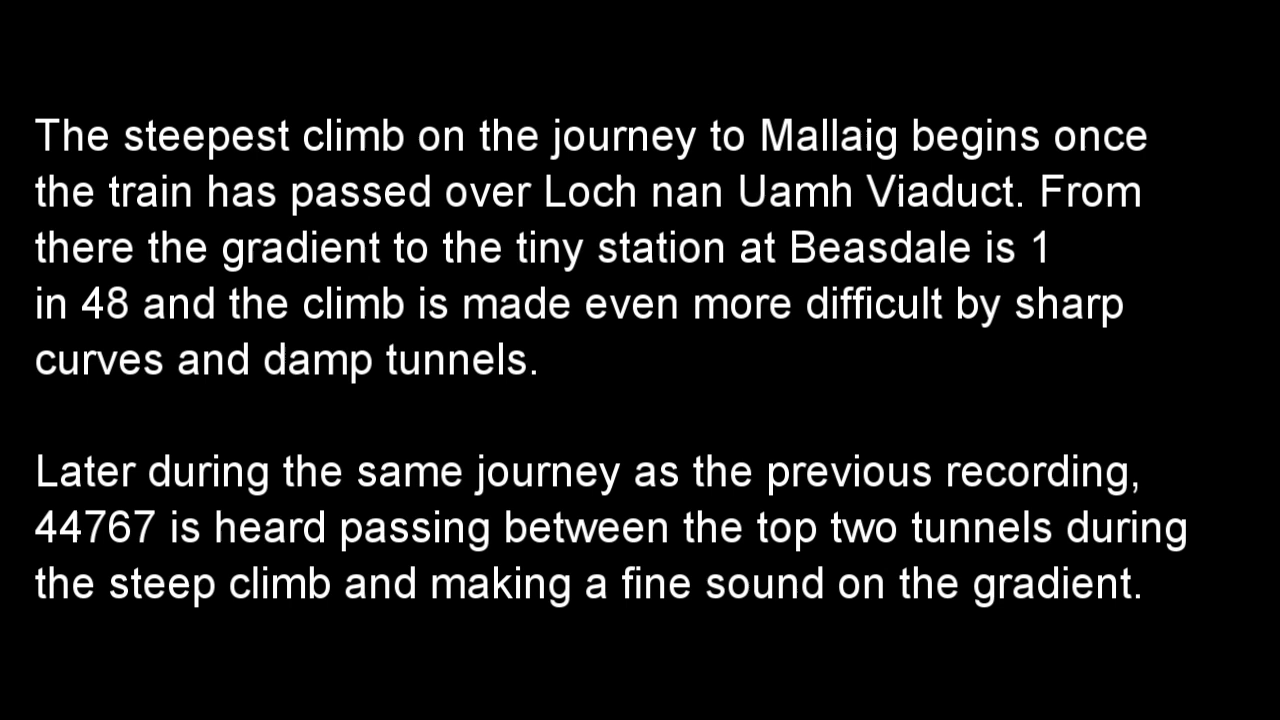 The steepest climb on the journey to Mallaig begins once
the train has passed over Loch nan Uamh Viaduct. From
there the gradient to the tiny station at Beasdale is 1
in 48 and the climb is made even more difficult by sharp
curves and damp tunnels.
Later during the same journey as the previous recording,
44767 is heard passing between the top two tunnels during
the steep climb and making a fine sound on the gradient.